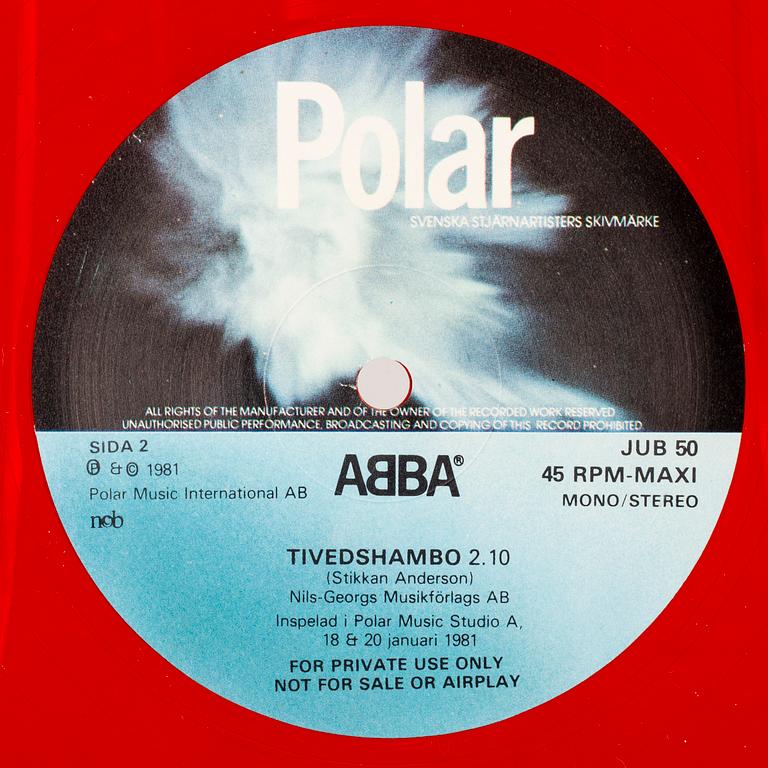 Polar
SVENSKA STJÄRNARTISTERS SKIVMÄRKE
ALL RIGHTS OF THE MANUFACTURER AND OF THE OWNER OF THE RECORDED WORK RESERVED
UNAUTHORISED PUBLIC PERFORMANCE, BROADCASTING AND COPYING OF THIS RECORD PROHIBITED
SIDA 2
℗ & © 1981
Polar Music International AB
ncb
ABBA®
JUB 50
45 RPM-MAXI
MONO/STEREO
TIVEDSHAMBO 2.10
(Stikkan Anderson)
Nils-Georgs Musikförlags AB
Inspelad i Polar Music Studio A,
18 & 20 januari 1981
FOR PRIVATE USE ONLY
NOT FOR SALE OR AIRPLAY